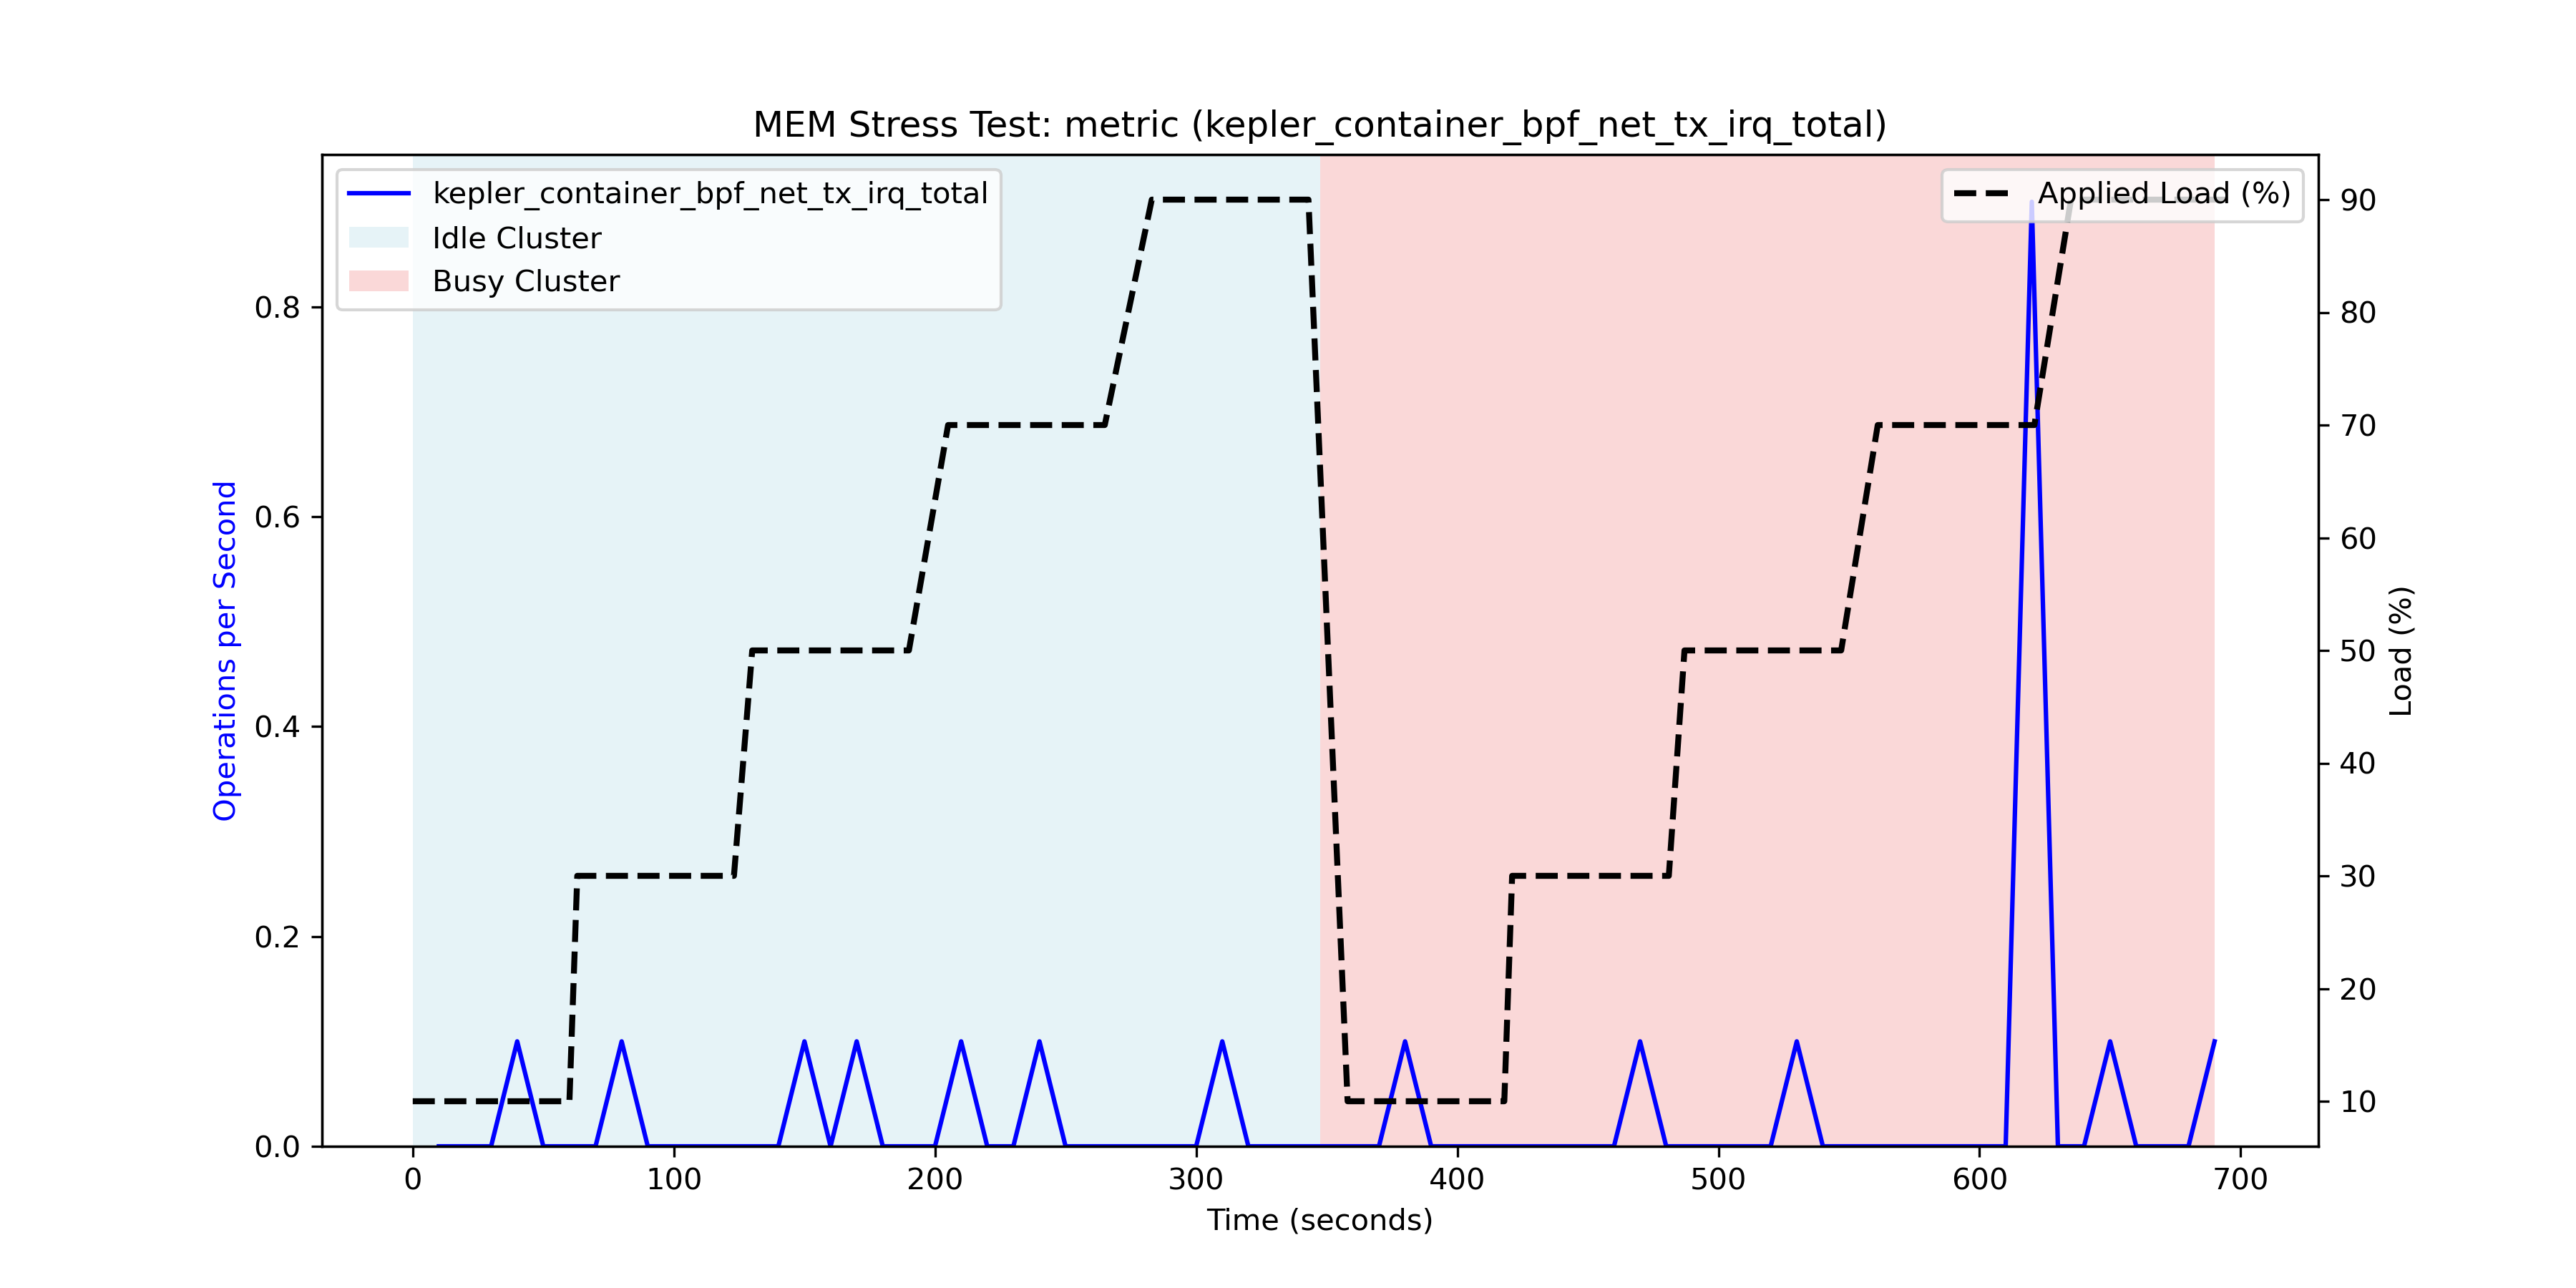 MEM Stress Test: metric (kepler_container_bpf_net_tx_irq_total)
kepler_container_bpf_net_tx_irq_total
Idle Cluster
Busy Cluster
Applied Load (%)
Operations per Second
0.8
0.6
0.4
0.2
0.0
90
80
70
60
50
40
30
20
10
Load (%)
0 100 200 300 400 500 600 700
Time (seconds)